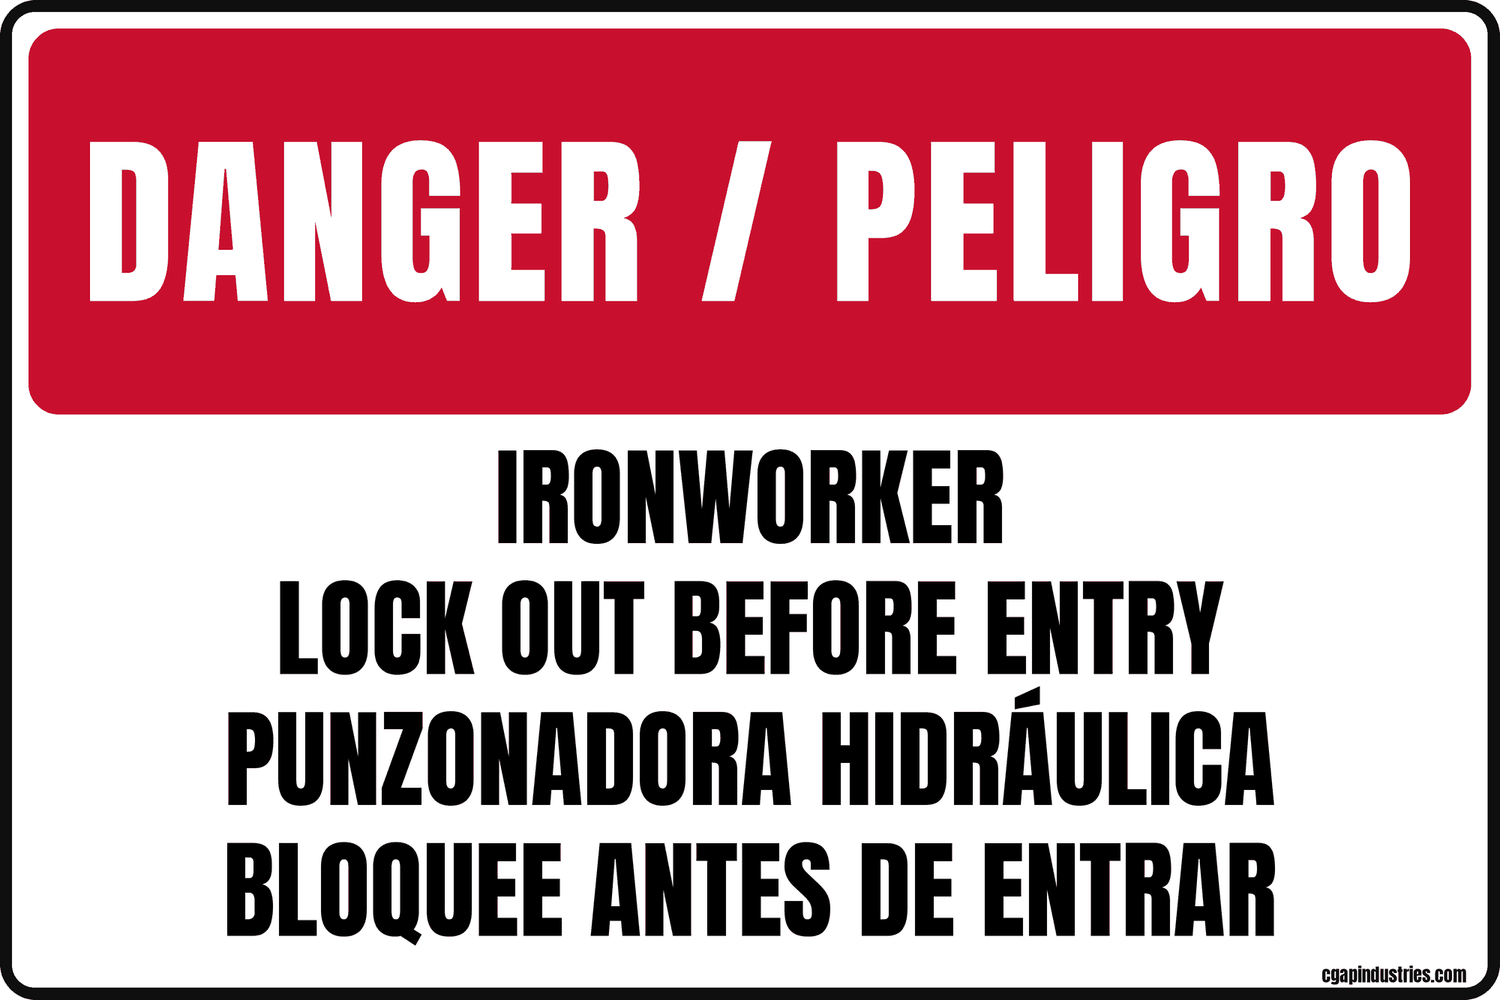 DANGER / PELIGRO
IRONWORKER
LOCK OUT BEFORE ENTRY
PUNZONADORA HIDRÁULICA
BLOQUEE ANTES DE ENTRAR
cgapindustries.com